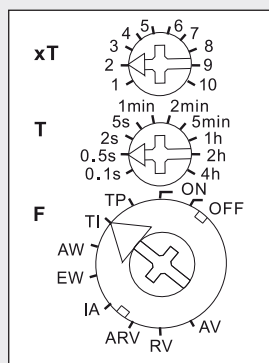 xT
1
2
3
4
5
6
7
8
9
10
T
0.1s
0.5s
2s
5s
1min
2min
5min
1h
2h
4h
F
TP
TI
AW
EW
IA
ARV
RV
AV
OFF
ON